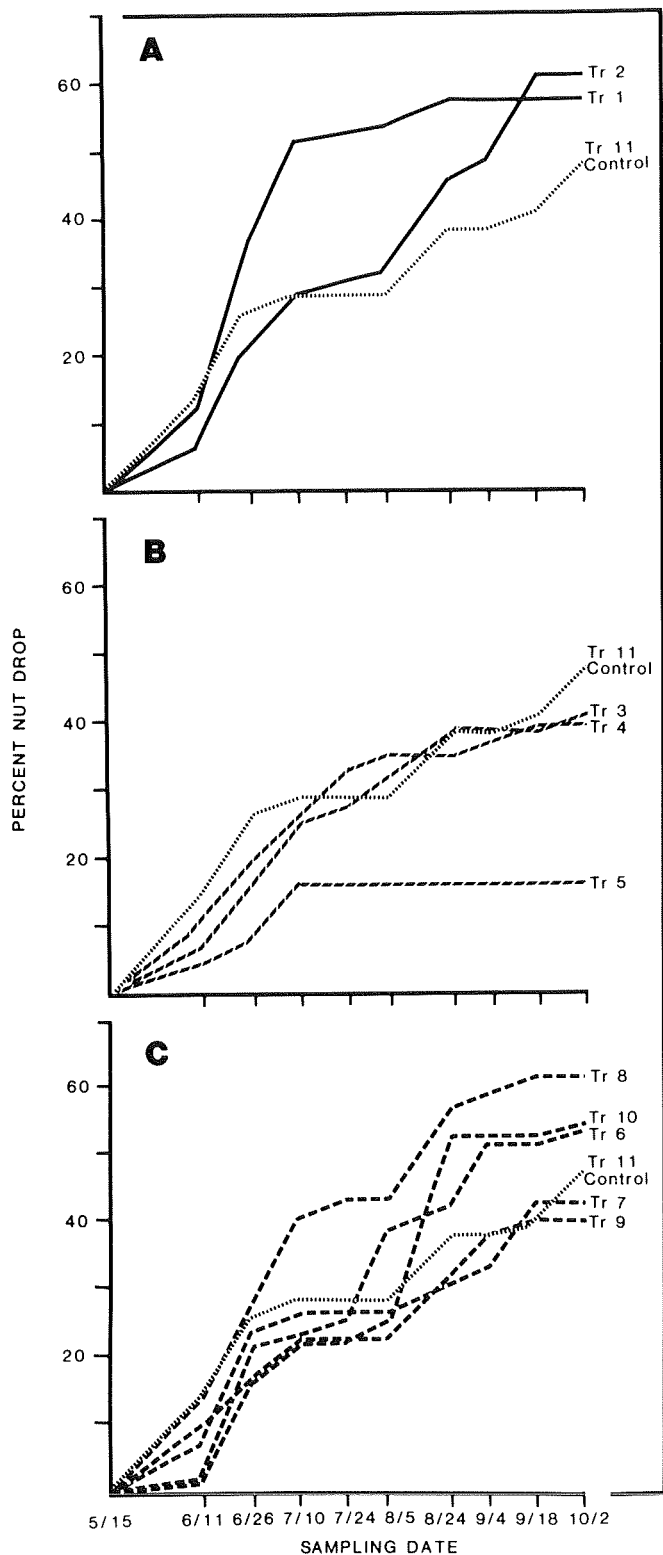 A
60
40
20
Tr 2
Tr 1
Tr 11
Control
B
60
40
20
Tr 11
Control
Tr 3
Tr 4
Tr 5
PERCENT NUT DROP
C
60
40
20
Tr 8
Tr 10
Tr 6
Tr 11
Control
Tr 7
Tr 9
5/15 6/11 6/26 7/10 7/24 8/5 8/24 9/4 9/18 10/2
SAMPLING DATE